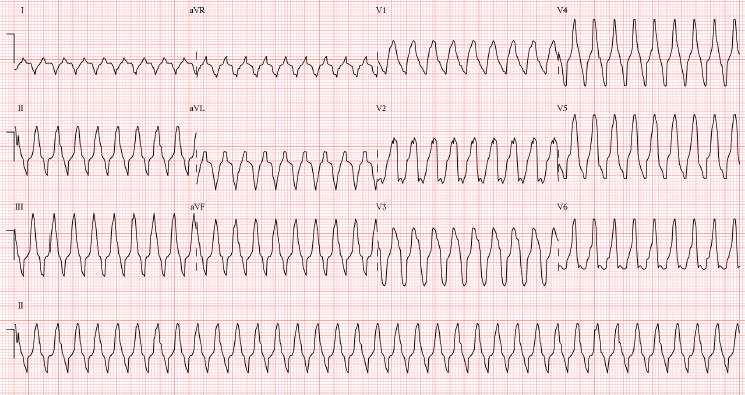 I aVR V1 V4
II aVL V2 V5
III aVF V3 V6
II